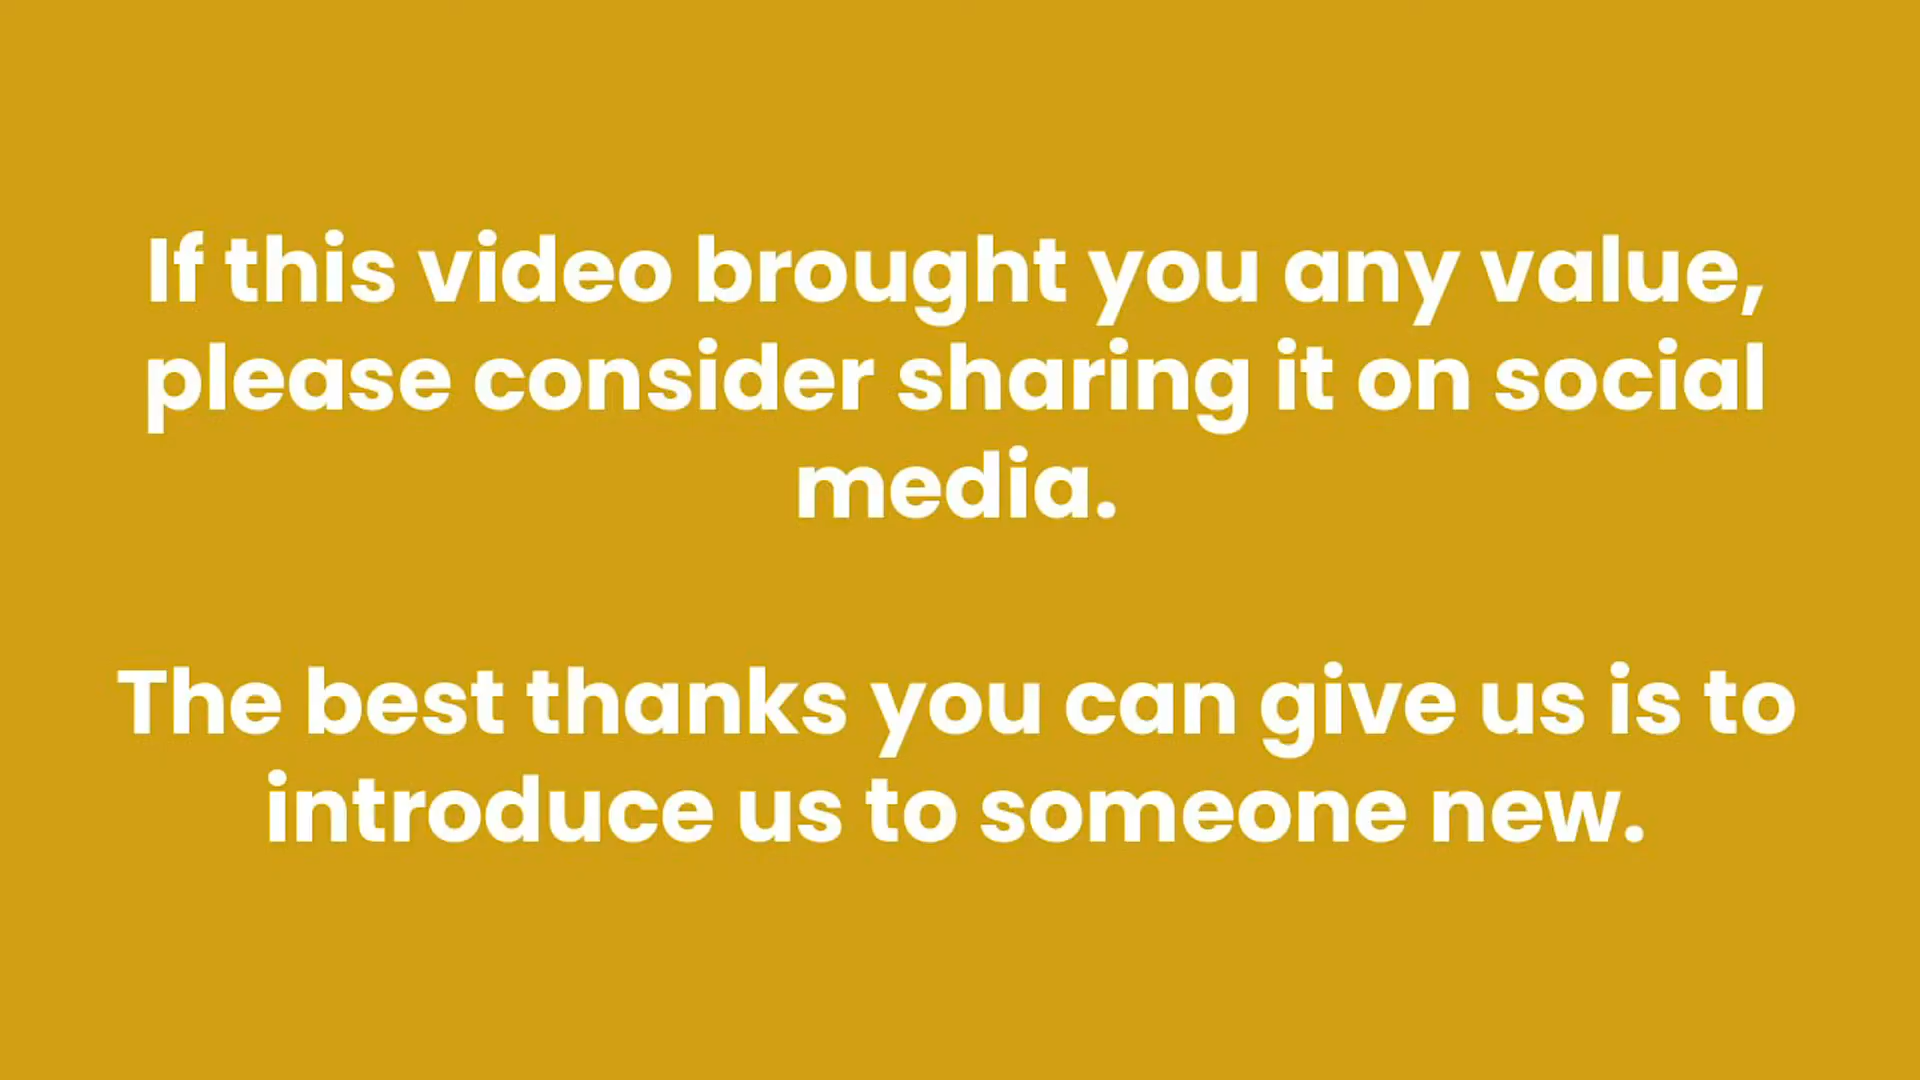 If this video brought you any value,
please consider sharing it on social
media.
The best thanks you can give us is to
introduce us to someone new.